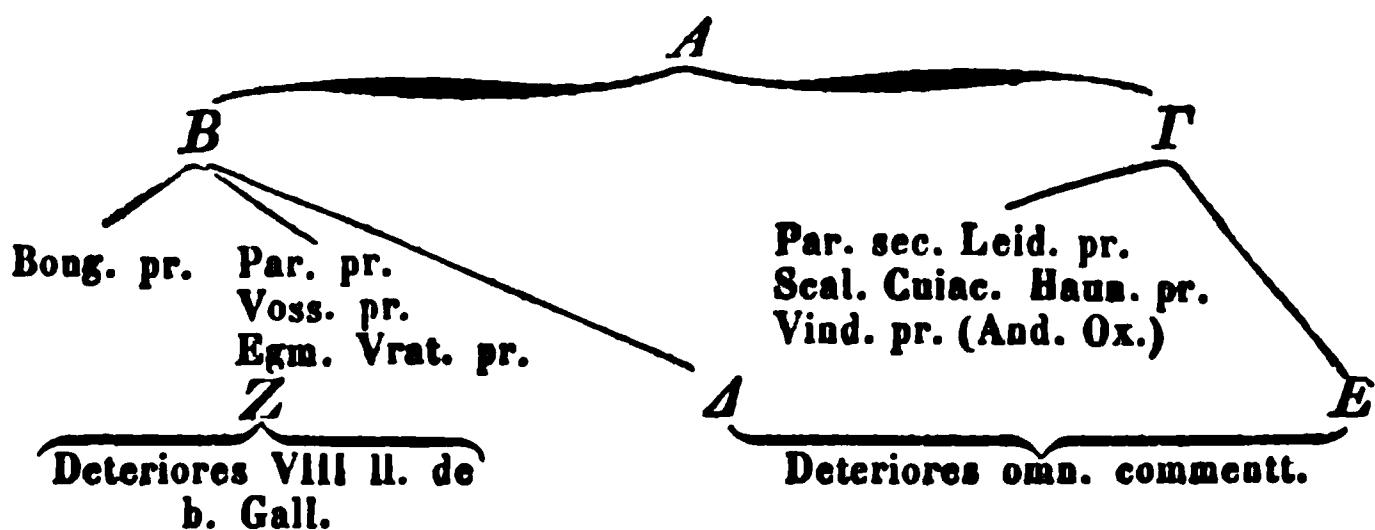 A
B Γ
Bong. pr. Par. pr. Par. sec. Leid. pr.
Voss. pr. Scal. Cuiac. Haun. pr.
Egm. Vrat. pr. Vind. pr. (And. Ox.)
Z Δ E
Deteriores VIII ll. de Deteriores omn. commentt.
b. Gall.